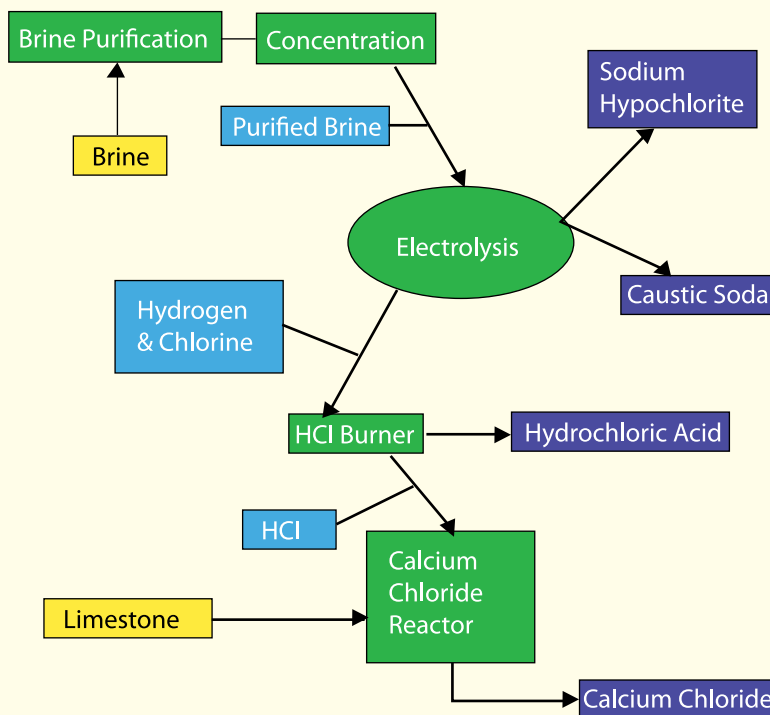 Brine Purification
Concentration
Sodium
Hypochlorite
Purified Brine
Brine
Electrolysis
Caustic Soda
Hydrogen
& Chlorine
HCl Burner
Hydrochloric Acid
HCl
Calcium
Chloride
Reactor
Limestone
Calcium Chloride